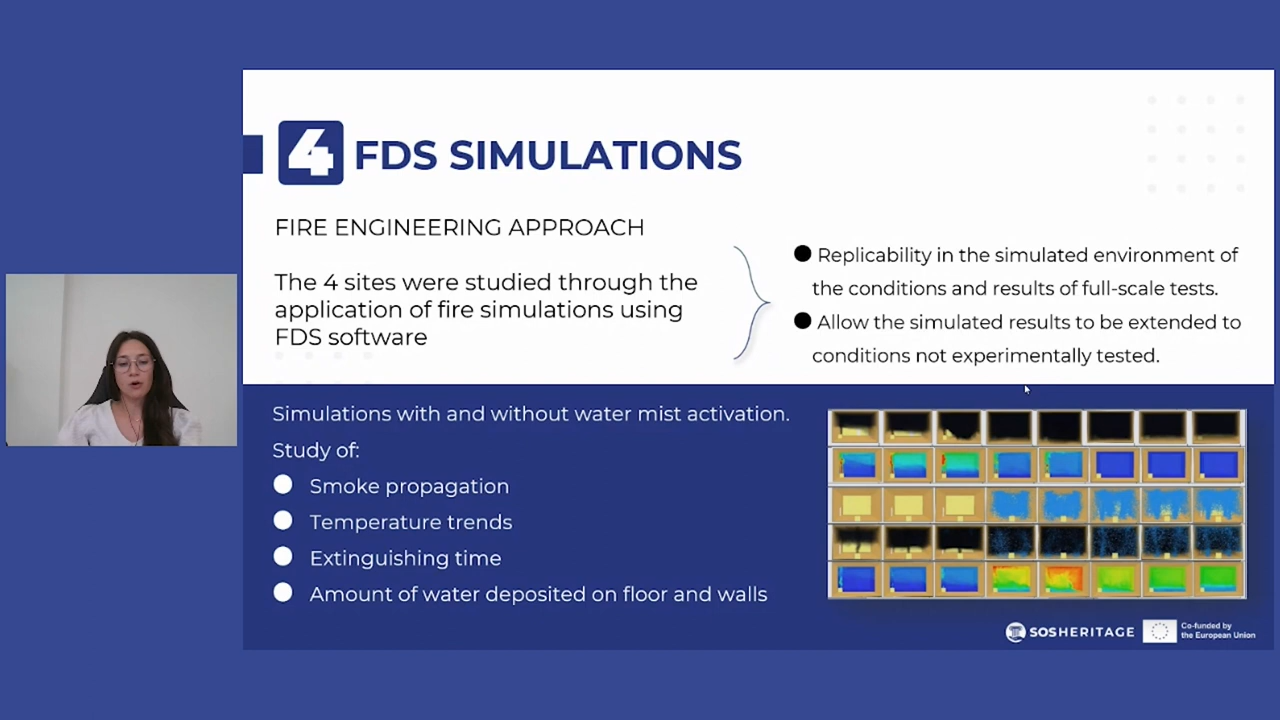 4 FDS SIMULATIONS
FIRE ENGINEERING APPROACH
The 4 sites were studied through the
application of fire simulations using
FDS software
Replicability in the simulated environment of
the conditions and results of full-scale tests.
Allow the simulated results to be extended to
conditions not experimentally tested.
Simulations with and without water mist activation.
Study of:
Smoke propagation
Temperature trends
Extinguishing time
Amount of water deposited on floor and walls
SOSHERITAGE
Co-funded by
the European Union